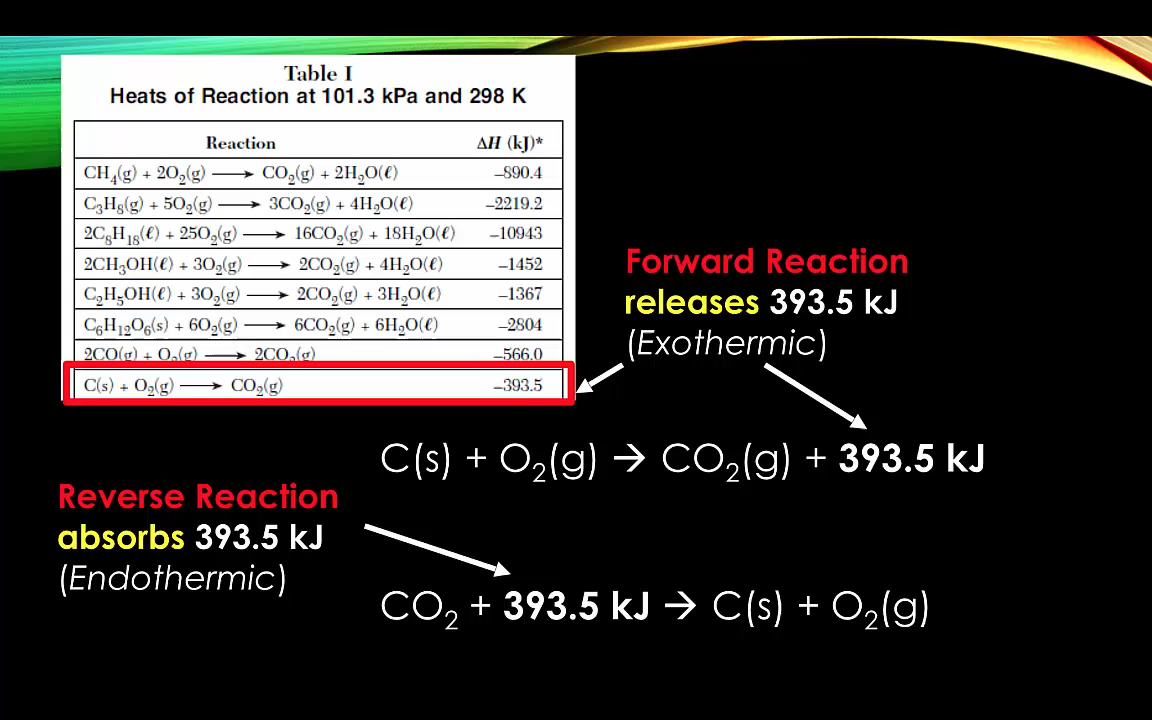 Table I
Heats of Reaction at 101.3 kPa and 298 K
Reaction ΔH (kJ)*
CH₄(g) + 2O₂(g) ⟶ CO₂(g) + 2H₂O(ℓ) –890.4
C₃H₈(g) + 5O₂(g) ⟶ 3CO₂(g) + 4H₂O(ℓ) –2219.2
2C₈H₁₈(ℓ) + 25O₂(g) ⟶ 16CO₂(g) + 18H₂O(ℓ) –10943
2CH₃OH(ℓ) + 3O₂(g) ⟶ 2CO₂(g) + 4H₂O(ℓ) –1452
C₂H₅OH(ℓ) + 3O₂(g) ⟶ 2CO₂(g) + 3H₂O(ℓ) –1367
C₆H₁₂O₆(s) + 6O₂(g) ⟶ 6CO₂(g) + 6H₂O(ℓ) –2804
2CO(g) + O₂(g) ⟶ 2CO₂(g) –566.0
C(s) + O₂(g) ⟶ CO₂(g) –393.5
Forward Reaction
releases 393.5 kJ
(Exothermic)
C(s) + O₂(g) → CO₂(g) + 393.5 kJ
Reverse Reaction
absorbs 393.5 kJ
(Endothermic)
CO₂ + 393.5 kJ → C(s) + O₂(g)